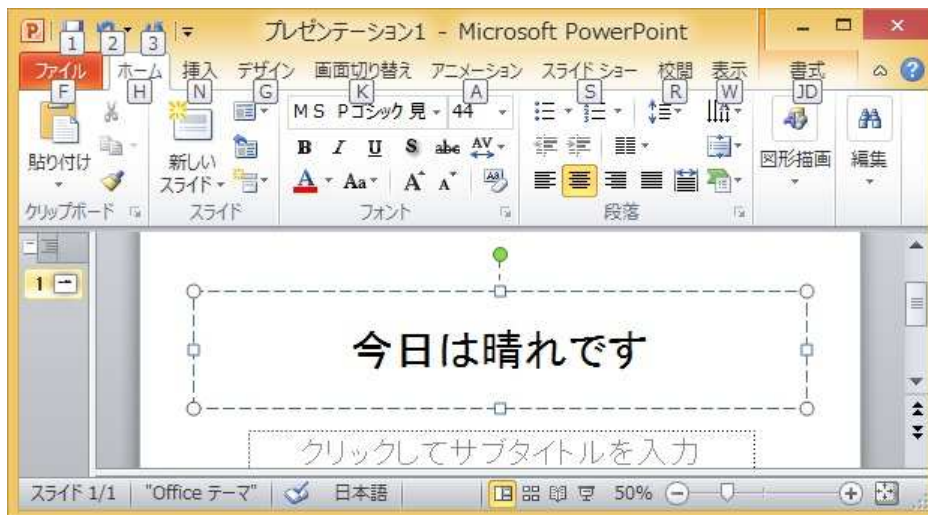 プレゼンテーション1 - Microsoft PowerPoint
1 2 3
ファイル ホーム 挿入 デザイン 画面切り替え アニメーション スライド ショー 校閲 表示 書式
F H N G K A S R W JD
MS Pゴシック 見 44
B I U S abc AV
貼り付け 新しいスライド A Aa A A 図形描画 編集
クリップボード スライド フォント 段落
1
今日は晴れです
クリックしてサブタイトルを入力
スライド 1/1 "Office テーマ" 日本語 50%